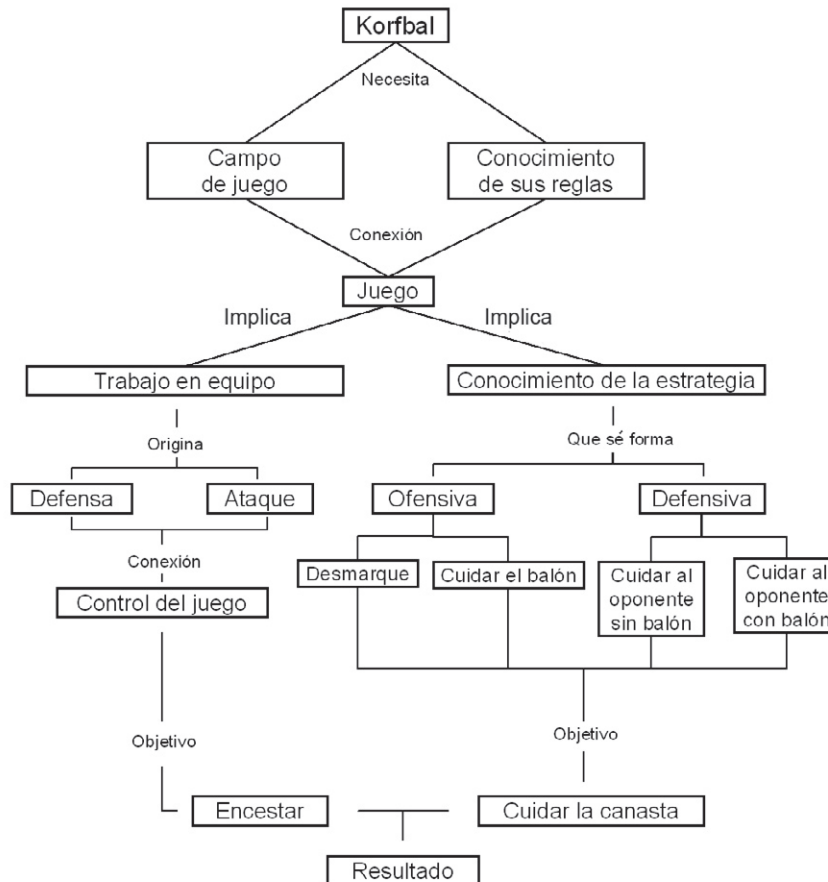 Korfbal
Necesita
Campo
de juego
Conocimiento
de sus reglas
Conexión
Juego
Implica
Implica
Trabajo en equipo
Conocimiento de la estrategia
Origina
Que sé forma
Defensa
Ataque
Ofensiva
Defensiva
Conexión
Desmarque
Cuidar el balón
Cuidar al
oponente
sin balón
Cuidar al
oponente
con balón
Control del juego
Objetivo
Objetivo
Encestar
Cuidar la canasta
Resultado